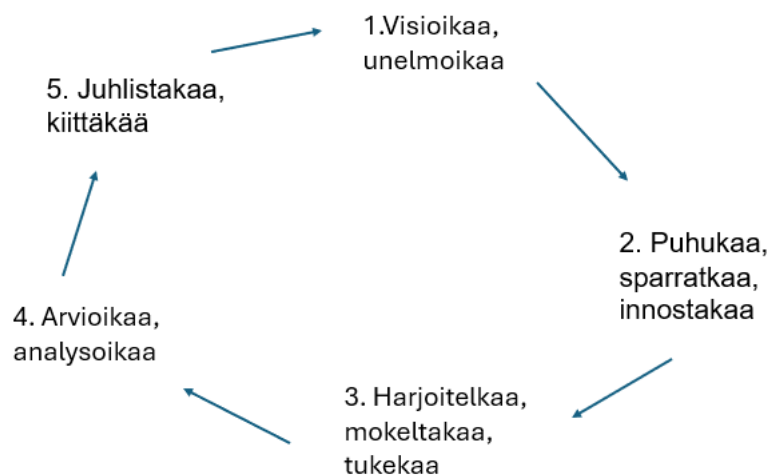 1.Visioikaa,
unelmoikaa
2. Puhukaa,
sparratkaa,
innostakaa
3. Harjoitelkaa,
mokeltakaa,
tukekaa
4. Arvioikaa,
analysoikaa
5. Juhlistakaa,
kiittäkää